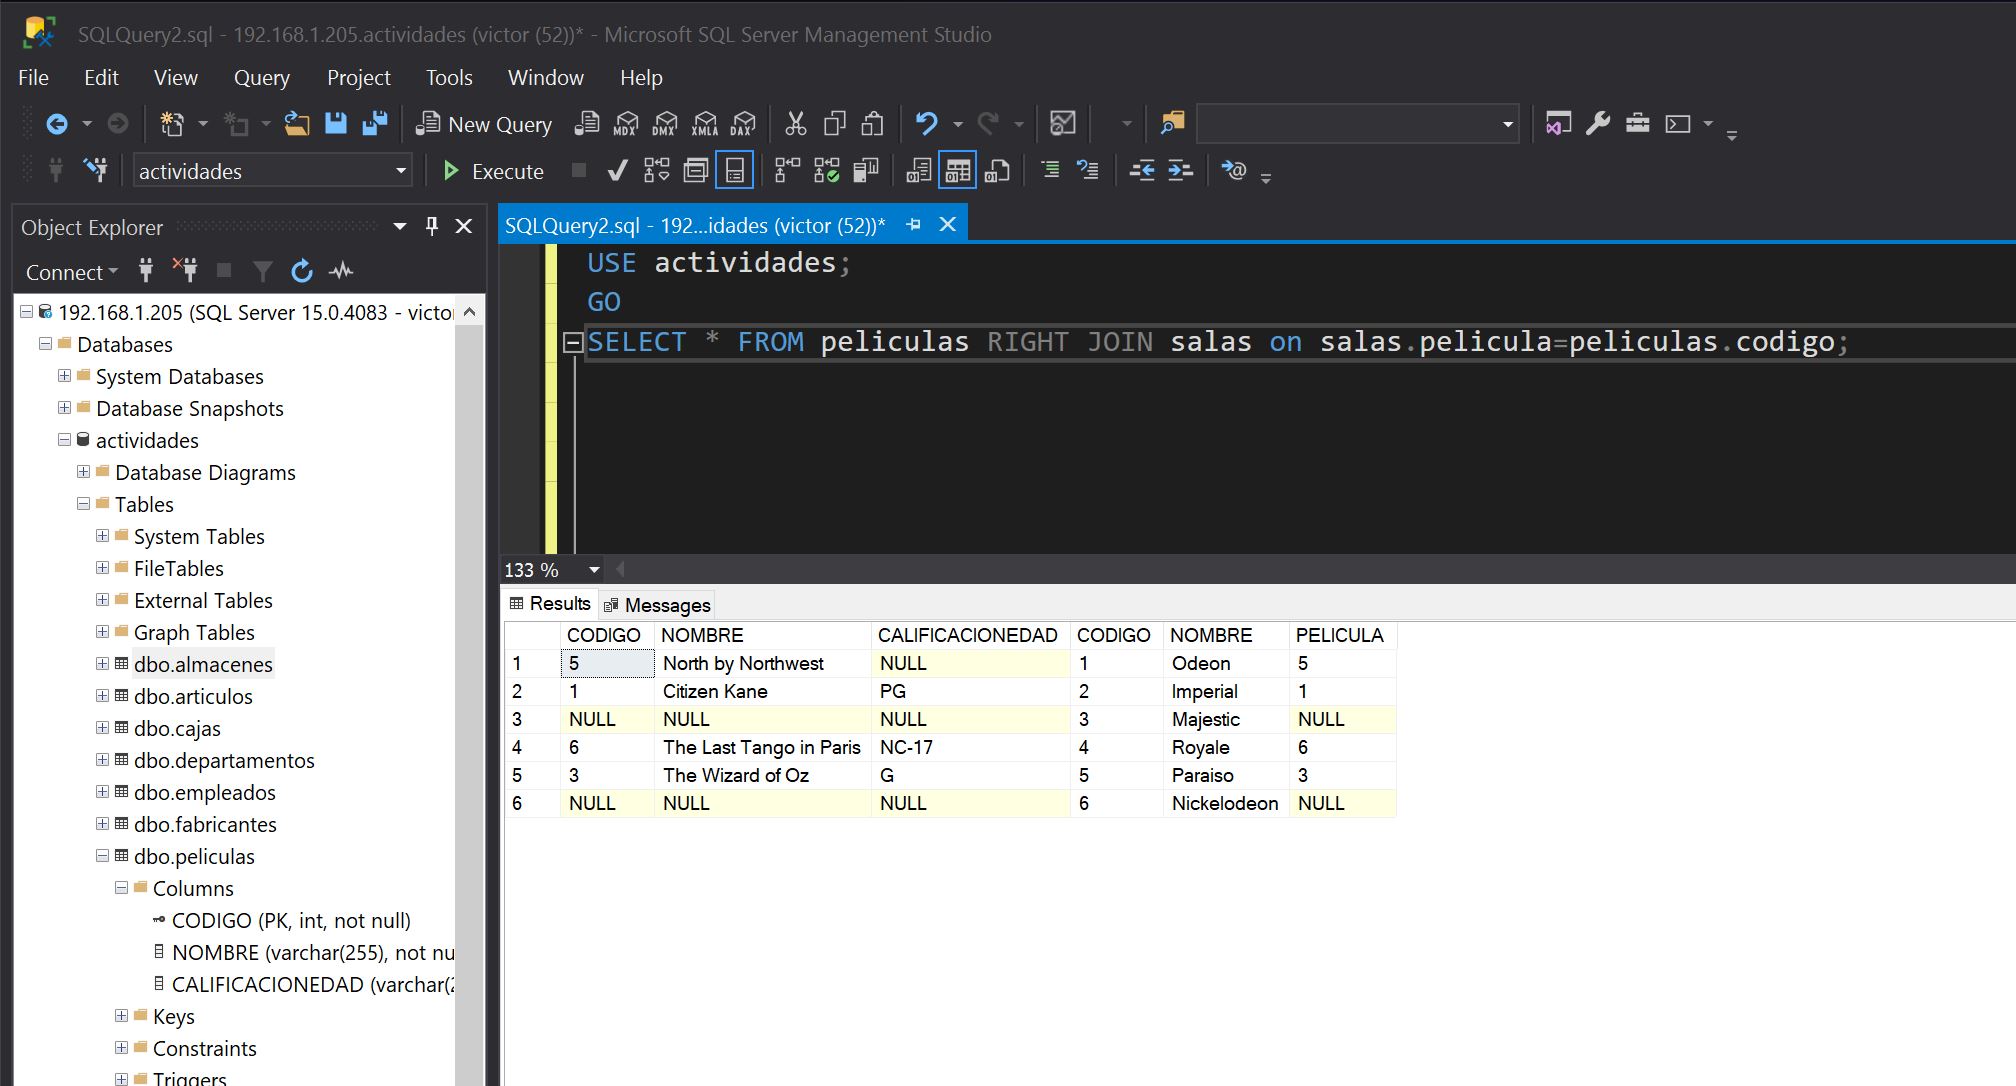 SQLQuery2.sql - 192.168.1.205.actividades (victor (52))* - Microsoft SQL Server Management Studio
File Edit View Query Project Tools Window Help
New Query MDX DMX XMLA DAX
actividades Execute
Object Explorer
Connect
192.168.1.205 (SQL Server 15.0.4083 - victo
Databases
System Databases
Database Snapshots
actividades
Database Diagrams
Tables
System Tables
FileTables
External Tables
Graph Tables
dbo.almacenes
dbo.articulos
dbo.cajas
dbo.departamentos
dbo.empleados
dbo.fabricantes
dbo.peliculas
Columns
CODIGO (PK, int, not null)
NOMBRE (varchar(255), not nu
CALIFICACIONEDAD (varchar(2
Keys
Constraints
Triggers
SQLQuery2.sql - 192...idades (victor (52))*
USE actividades;
GO
SELECT * FROM peliculas RIGHT JOIN salas on salas.pelicula=peliculas.codigo;
133 %
Results Messages
CODIGO NOMBRE CALIFICACIONEDAD CODIGO NOMBRE PELICULA
1 5 North by Northwest NULL 1 Odeon 5
2 1 Citizen Kane PG 2 Imperial 1
3 NULL NULL NULL 3 Majestic NULL
4 6 The Last Tango in Paris NC-17 4 Royale 6
5 3 The Wizard of Oz G 5 Paraiso 3
6 NULL NULL NULL 6 Nickelodeon NULL